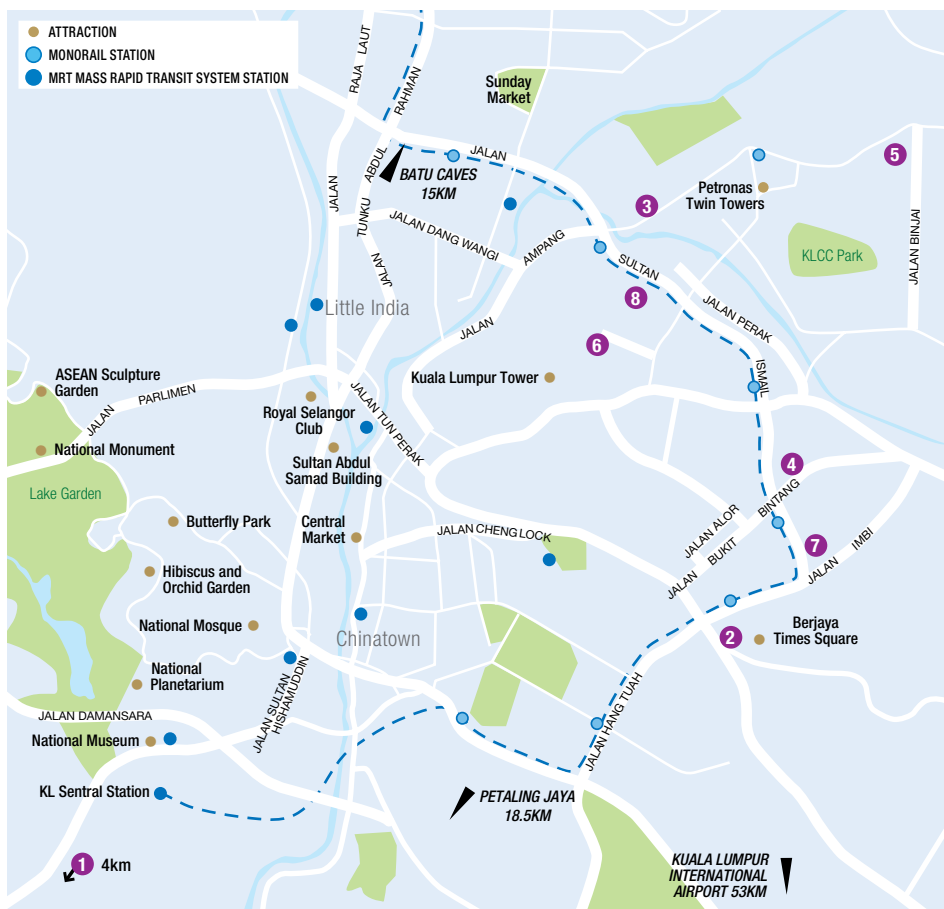 ATTRACTION
MONORAIL STATION
MRT MASS RAPID TRANSIT SYSTEM STATION
RAJA LAUT
JALAN
RAHMAN
ABDUL
TUNKU
JALAN
Sunday
Market
JALAN
BATU CAVES
15KM
5
3
Petronas
Twin Towers
JALAN DANG WANGI
AMPANG
JALAN
SULTAN
KLCC Park
JALAN BINJAI
8
JALAN PERAK
Little India
6
ISMAIL
ASEAN Sculpture
Garden
Kuala Lumpur Tower
JALAN
PARLIMEN
Royal Selangor
Club
JALAN TUN PERAK
National Monument
Sultan Abdul
Samad Building
4
Lake Garden
BINTANG
JALAN ALOR
BUKIT
JALAN
Butterfly Park
Central
Market
JALAN CHENG LOCK
7
JALAN
IMBI
Hibiscus and
Orchid Garden
National Mosque
Chinatown
2
Berjaya
Times Square
National
Planetarium
JALAN SULTAN
HISHAMUDDIN
JALAN HANG TUAH
JALAN DAMANSARA
National Museum
KL Sentral Station
PETALING JAYA
18.5KM
1
4km
KUALA LUMPUR
INTERNATIONAL
AIRPORT 53KM